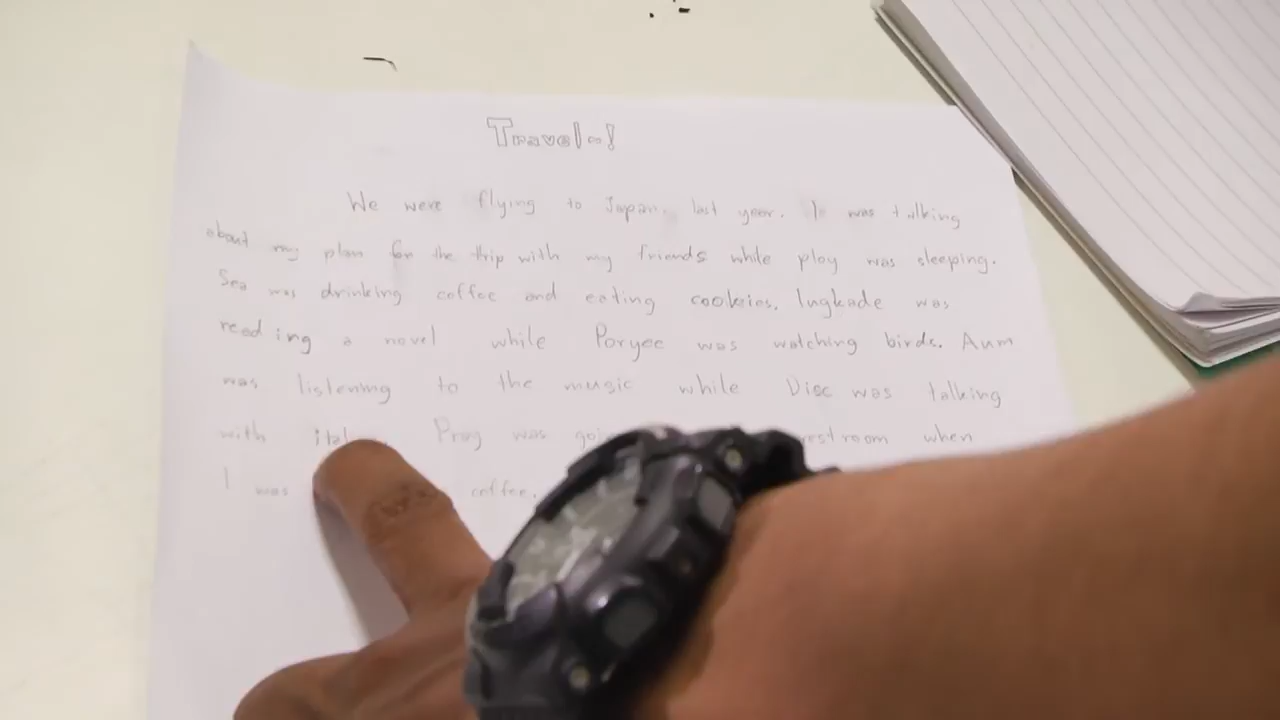 Travel~!
We were flying to Japan, last year. I was talking
about my plan for the trip with my friends while ploy was sleeping.
Sea was drinking coffee and eating cookies. Ingkade was
reading a novel while Poryee was watching birds. Aum
was listening to the music while Disc was talking
with Pray was restroom when
I was coffee.